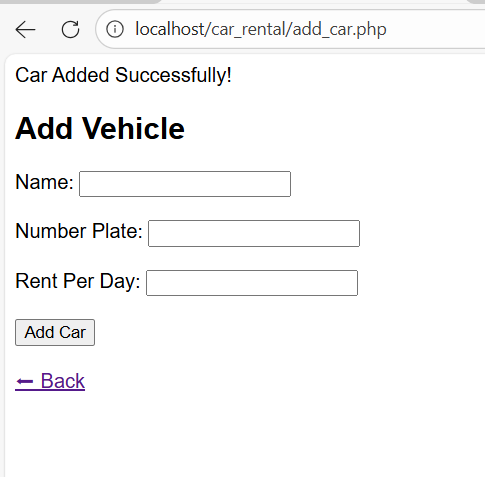 localhost/car_rental/add_car.php
Car Added Successfully!
Add Vehicle
Name:
Number Plate:
Rent Per Day:
Add Car
← Back